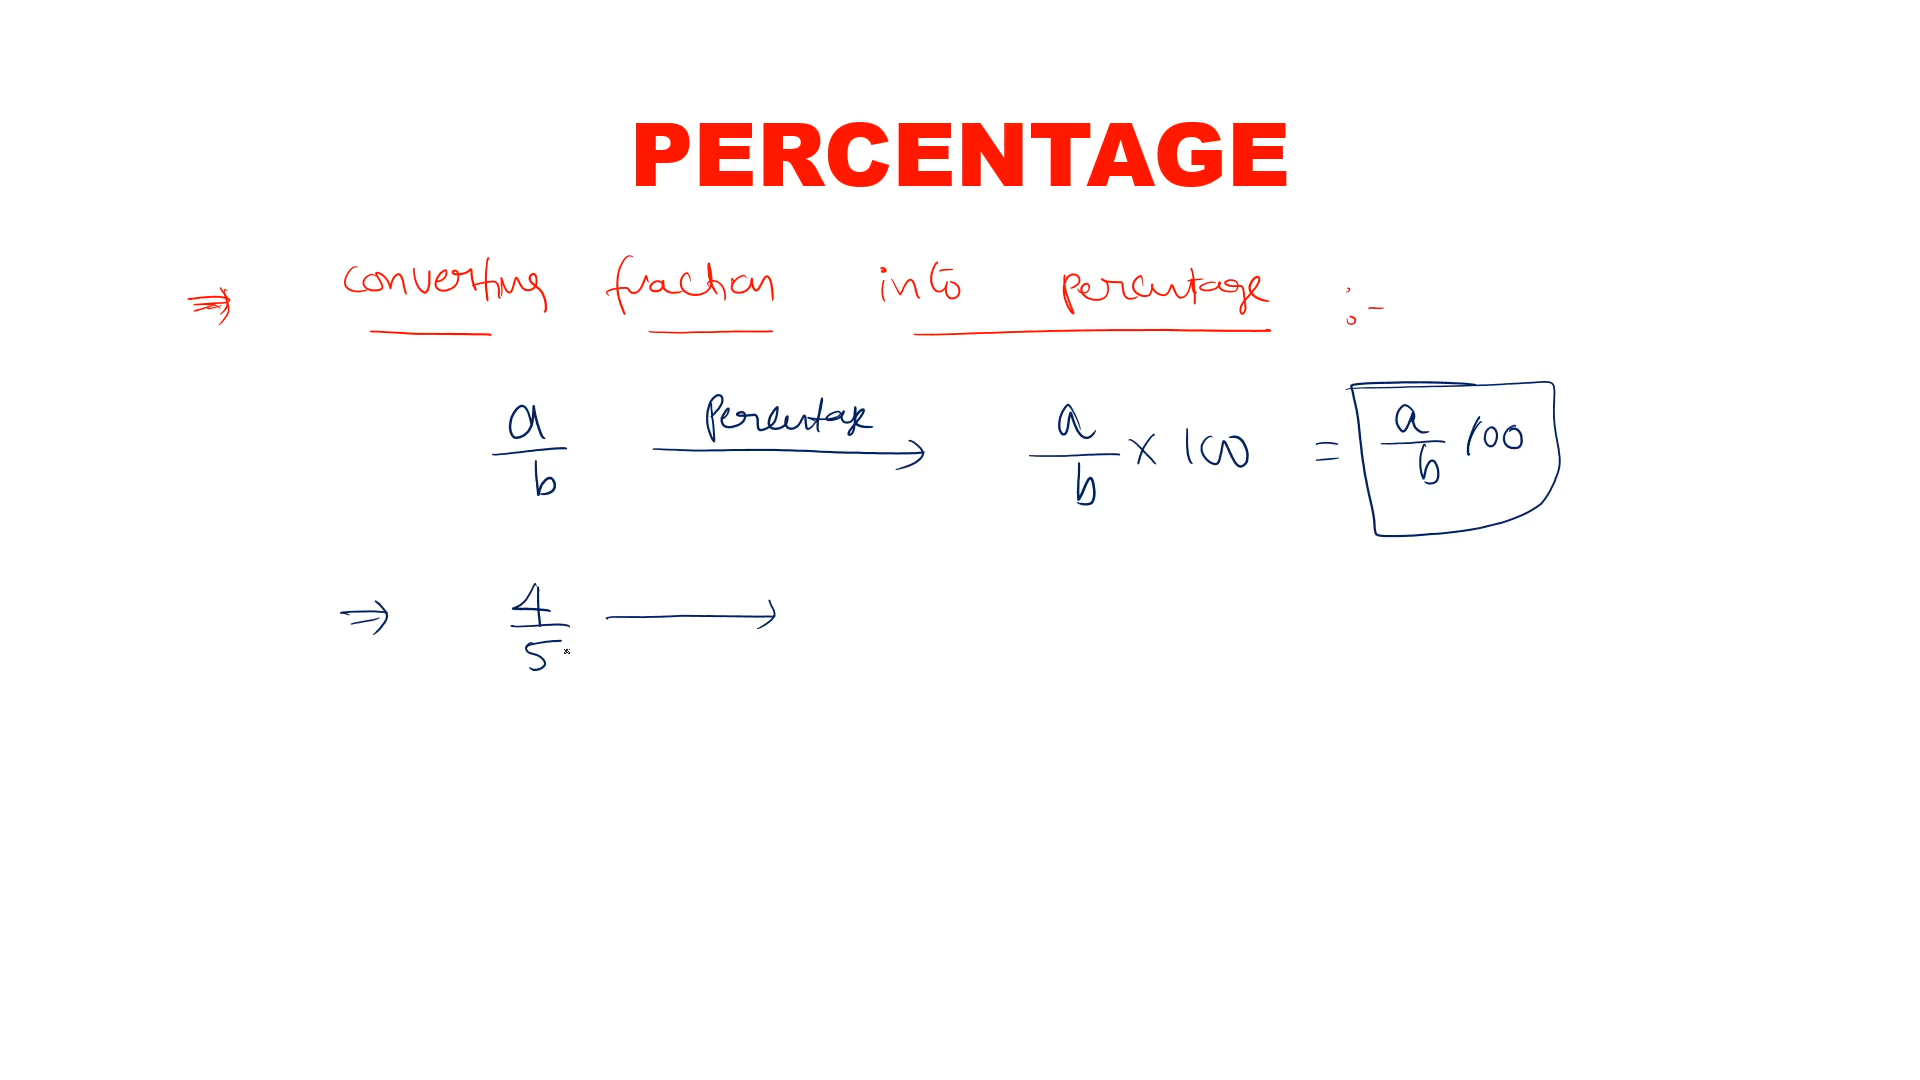 PERCENTAGE
⇒ converting fraction into percentage :-
a/b Percentage → a/b × 100 = a/b 100
⇒ 4/5 →